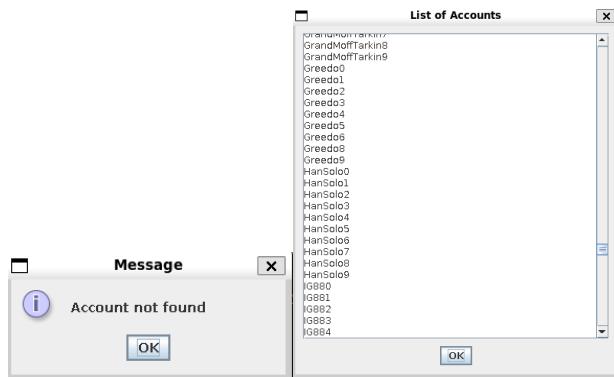 Message
Account not found
OK
List of Accounts
GrandMoffTarkin7
GrandMoffTarkin8
GrandMoffTarkin9
Greedo0
Greedo1
Greedo2
Greedo3
Greedo4
Greedo5
Greedo6
Greedo8
Greedo9
HanSolo0
HanSolo1
HanSolo2
HanSolo3
HanSolo4
HanSolo5
HanSolo6
HanSolo7
HanSolo8
HanSolo9
IG880
IG881
IG882
IG883
IG884
OK